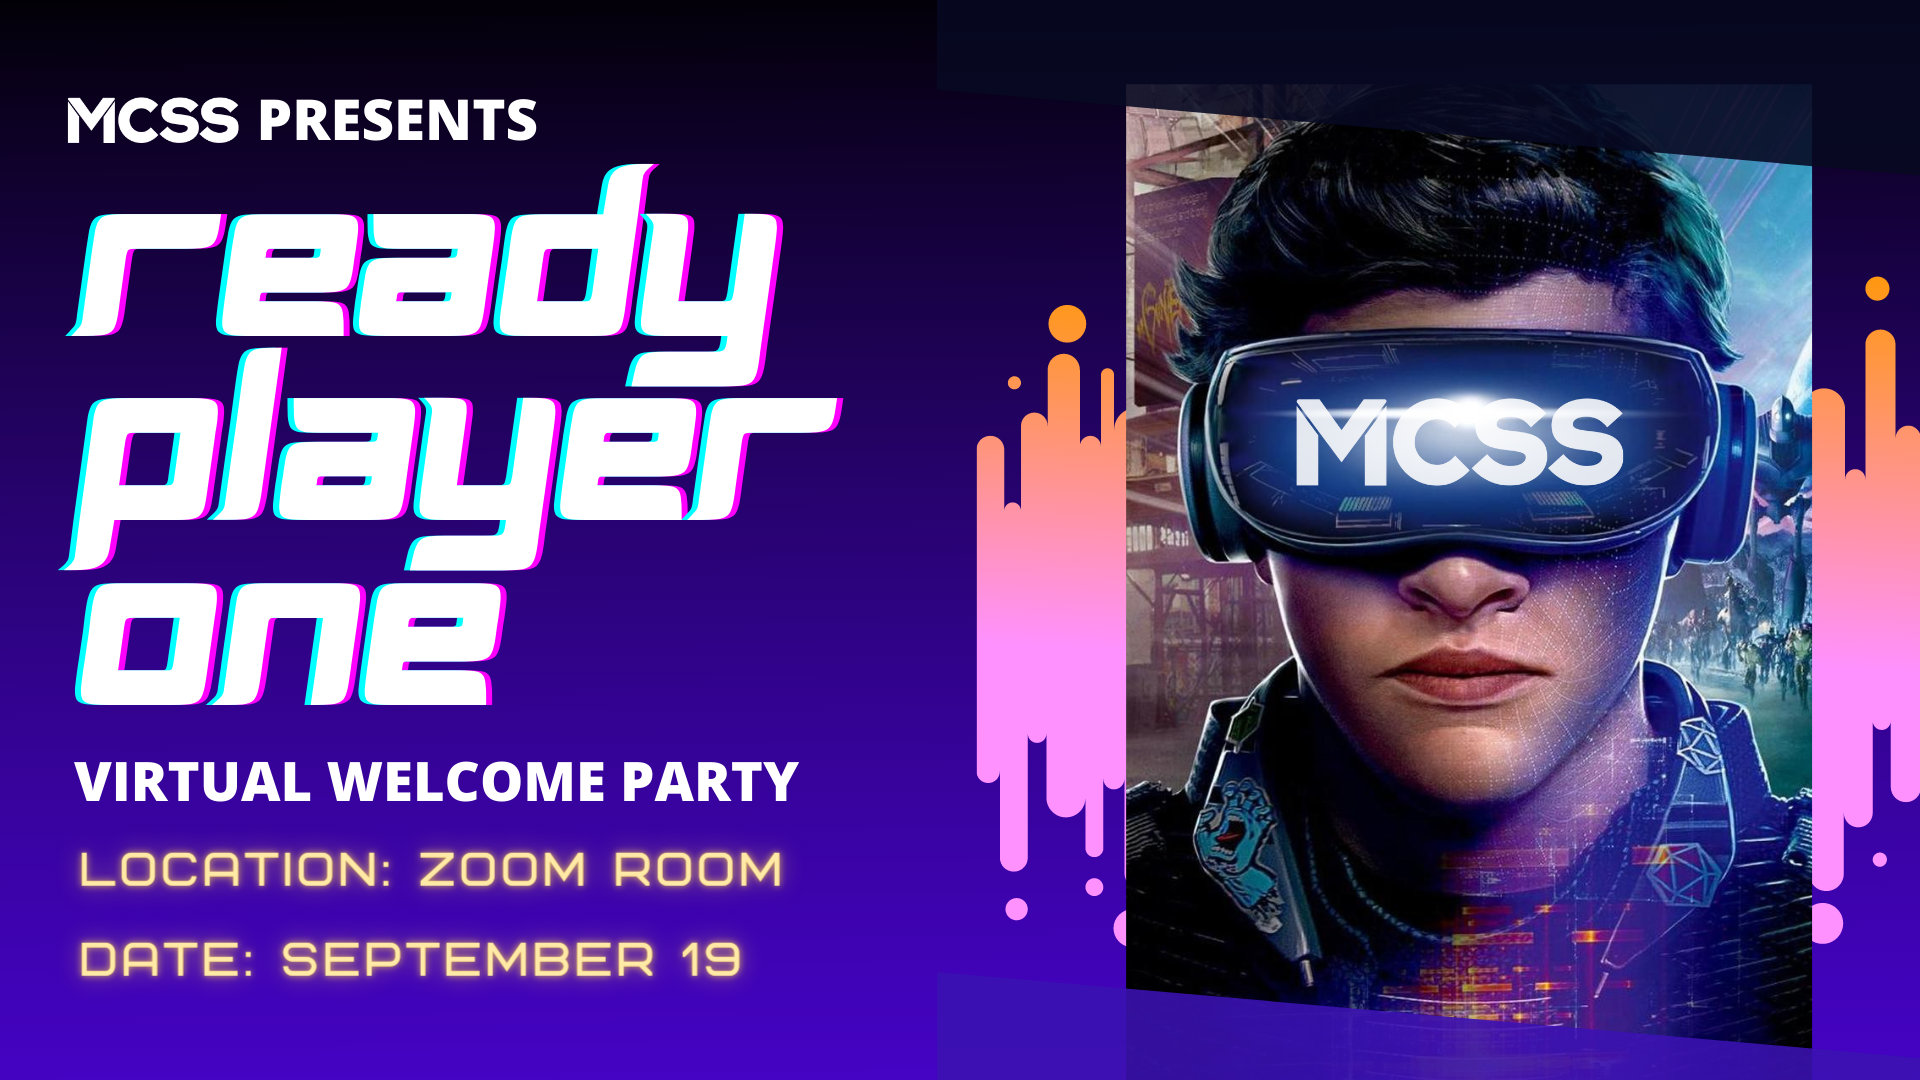 MCSS PRESENTS
ready
player
one
VIRTUAL WELCOME PARTY
LOCATION: ZOOM ROOM
DATE: SEPTEMBER 19
MCSS